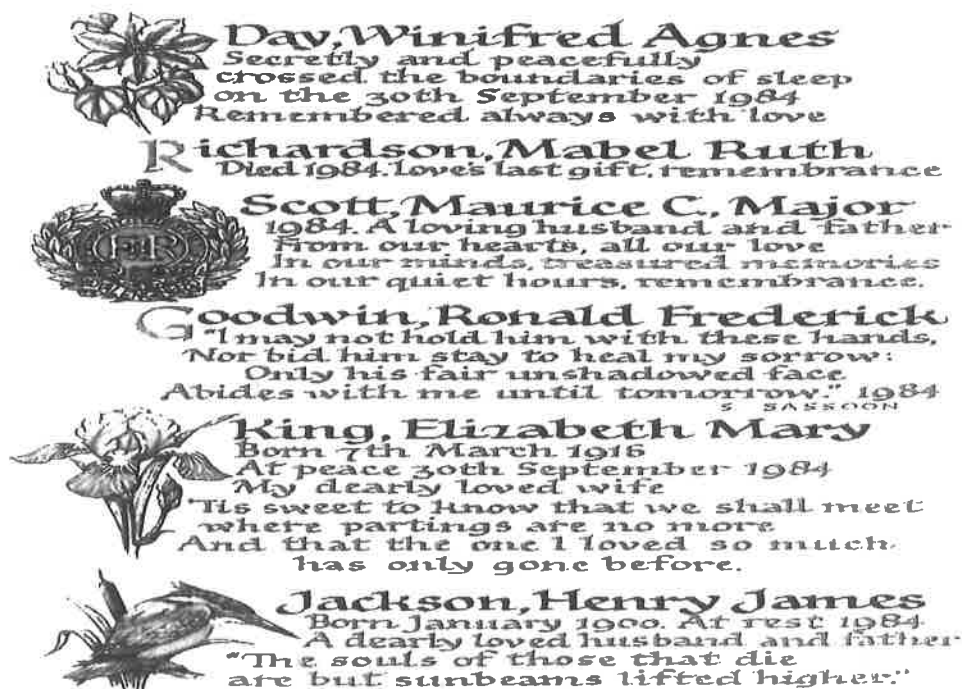 Day, Winifred Agnes
Secretly and peacefully
crossed the boundaries of sleep
on the 30th September 1984
Remembered always with love
Richardson, Mabel Ruth
Died 1984. love's last gift, remembrance
Scott, Maurice C., Major
1984. A loving husband and father
From our hearts, all our love
In our minds, treasured memories
In our quiet hours, remembrance.
EIIR
Goodwin, Ronald Frederick
"I may not hold him with these hands,
Nor bid him stay to heal my sorrow:
Only his fair unshadowed face
Abides with me until tomorrow." 1984
S SASSOON
King, Elizabeth Mary
Born 7th March 1916
At peace 30th September 1984
My dearly loved wife
'Tis sweet to know that we shall meet
where partings are no more
And that the one I loved so much
has only gone before.
Jackson, Henry James
Born January 1900. At rest 1984
A dearly loved husband and father
"The souls of those that die
are but sunbeams lifted higher."